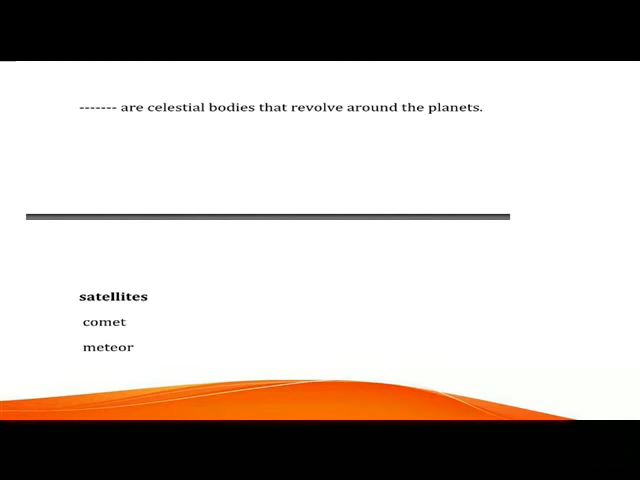 ------- are celestial bodies that revolve around the planets.
satellites
comet
meteor